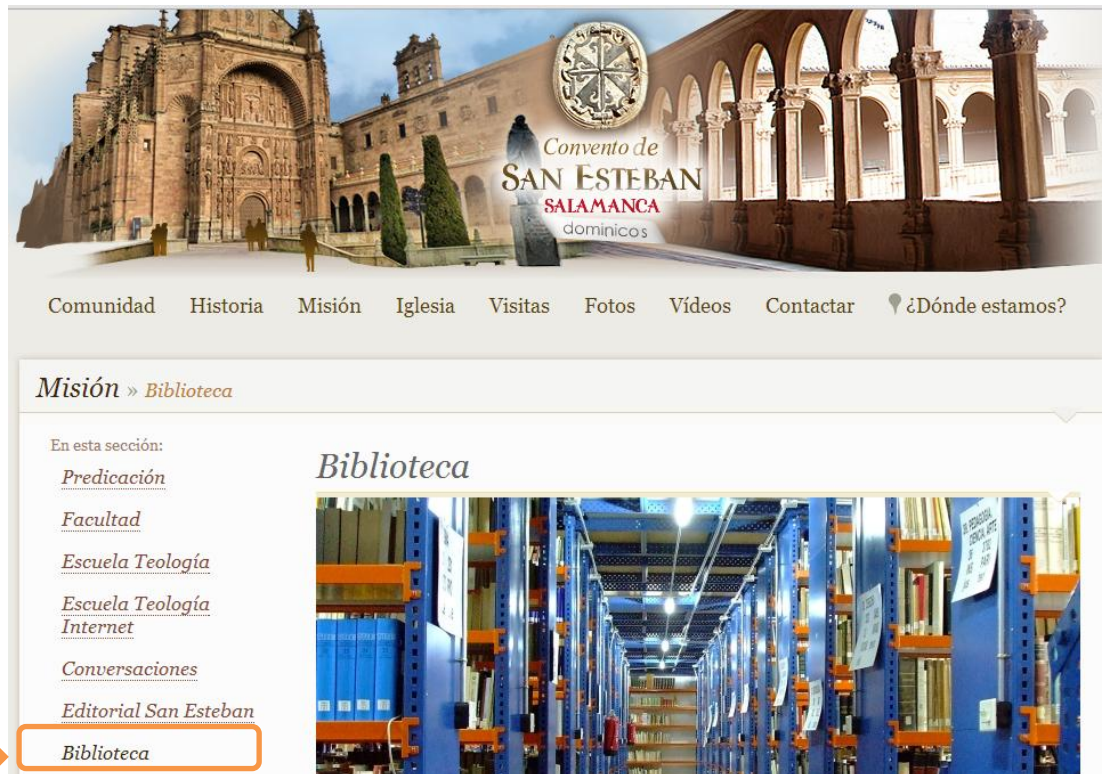 Convento de
SAN ESTEBAN
SALAMANCA
dominicos
Comunidad Historia Misión Iglesia Visitas Fotos Vídeos Contactar ¿Dónde estamos?
Misión » Biblioteca
En esta sección:
Predicación
Facultad
Escuela Teología
Escuela Teología
Internet
Conversaciones
Editorial San Esteban
Biblioteca
Biblioteca